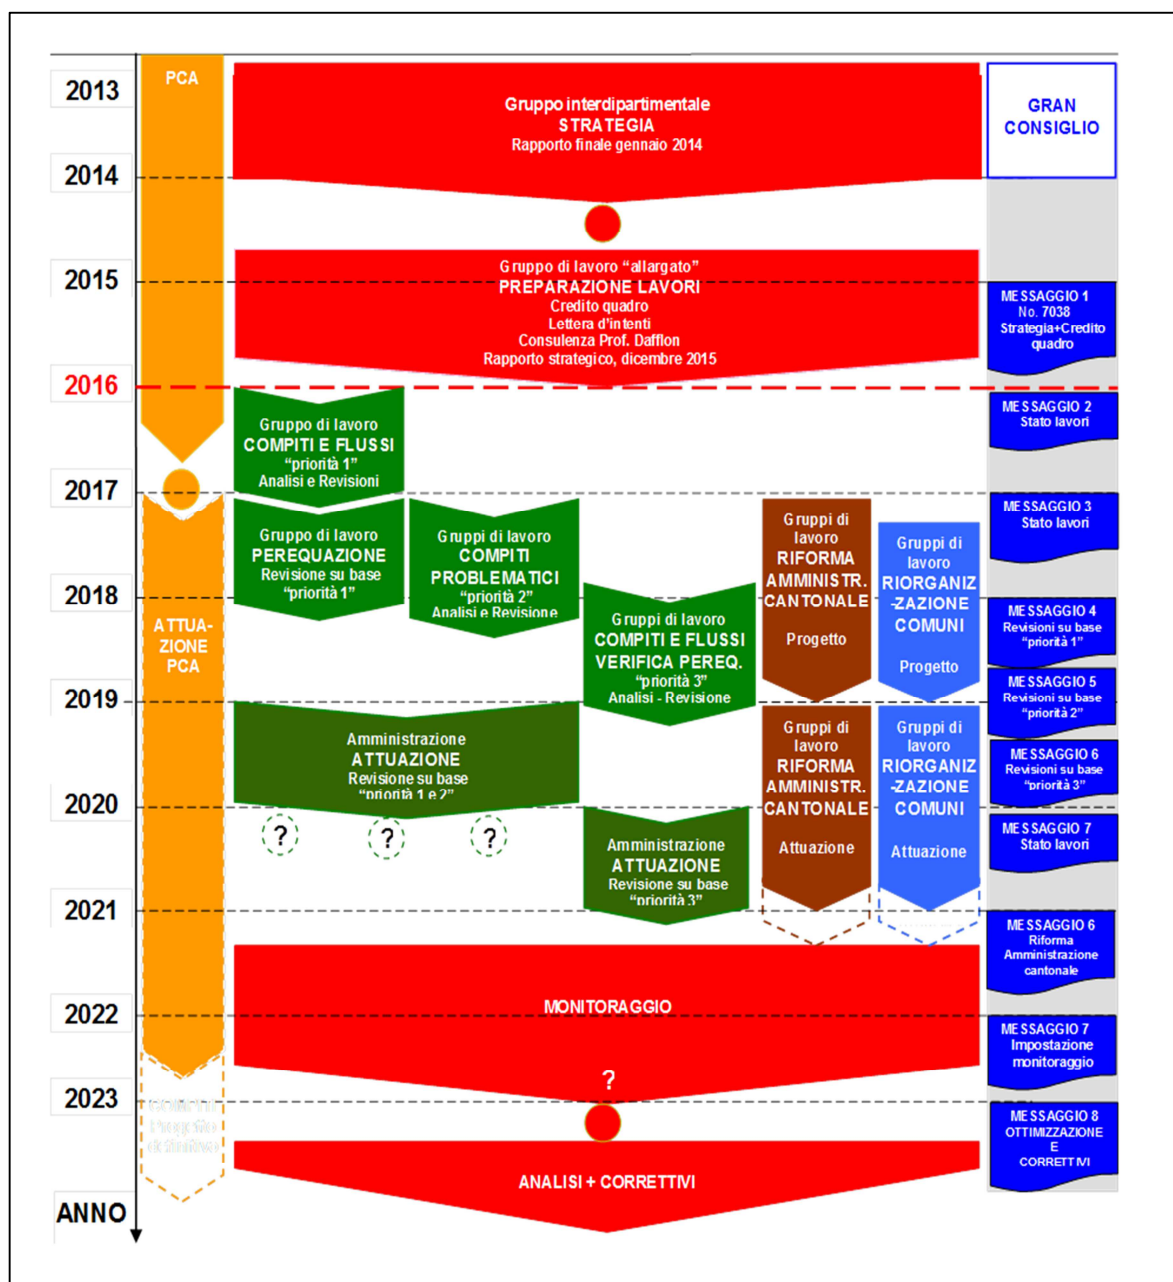 2013
2014
2015
2016
2017
2018
2019
2020
2021
2022
2023
ANNO
PCA
ATTUA-
ZIONE
PCA
Gruppo interdipartimentale
STRATEGIA
Rapporto finale gennaio 2014
Gruppo di lavoro “allargato”
PREPARAZIONE LAVORI
Credito quadro
Lettera d’intenti
Consulenza Prof. Dafflon
Rapporto strategico, dicembre 2015
Gruppo di lavoro
COMPITI E FLUSSI
“priorità 1”
Analisi e Revisioni
Gruppo di lavoro
PEREQUAZIONE
Revisione su base
“priorità 1”
Gruppi di lavoro
COMPITI
PROBLEMATICI
“priorità 2”
Analisi e Revisione
Gruppi di lavoro
COMPITI E FLUSSI
VERIFICA PEREQ.
“priorità 3”
Analisi - Revisione
Gruppi di
lavoro
RIFORMA
AMMINISTR.
CANTONALE
Progetto
Gruppi di
lavoro
RIORGANIZ
-ZAZIONE
COMUNI
Progetto
Amministrazione
ATTUAZIONE
Revisione su base
“priorità 1 e 2”
?
?
?
Amministrazione
ATTUAZIONE
Revisione su base
“priorità 3”
Gruppi di
lavoro
RIFORMA
AMMINISTR.
CANTONALE
Attuazione
Gruppi di
lavoro
RIORGANIZ
-ZAZIONE
COMUNI
Attuazione
MONITORAGGIO
?
ANALISI + CORRETTIVI
GRAN
CONSIGLIO
MESSAGGIO 1
No. 7038
Strategia+Credito
quadro
MESSAGGIO 2
Stato lavori
MESSAGGIO 3
Stato lavori
MESSAGGIO 4
Revisioni su base
“priorità 1”
MESSAGGIO 5
Revisioni su base
“priorità 2”
MESSAGGIO 6
Revisioni su base
“priorità 3”
MESSAGGIO 7
Stato lavori
MESSAGGIO 6
Riforma
Amministrazione
cantonale
MESSAGGIO 7
Impostazione
monitoraggio
MESSAGGIO 8
OTTIMIZZAZIONE
E
CORRETTIVI